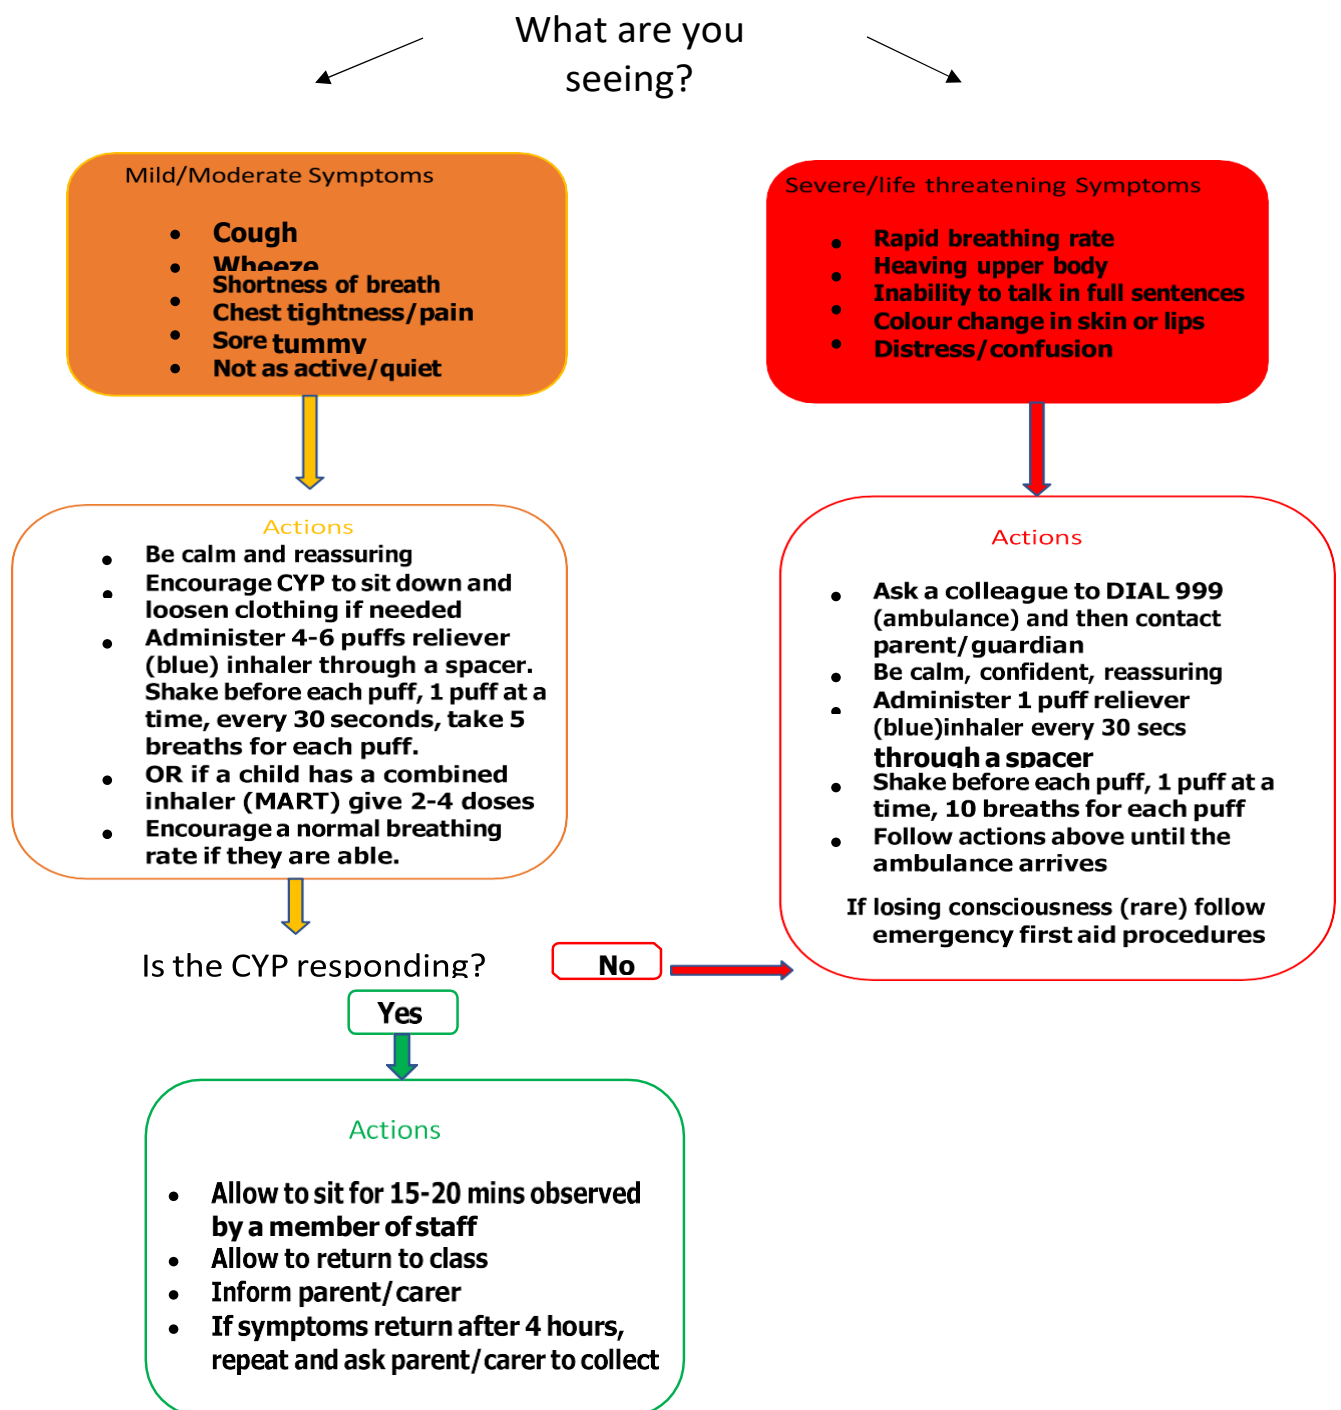 What are you
seeing?
Mild/Moderate Symptoms
• Cough
• Wheeze
Shortness of breath
• Chest tightness/pain
• Sore tummy
• Not as active/quiet
Severe/life threatening Symptoms
• Rapid breathing rate
• Heaving upper body
• Inability to talk in full sentences
• Colour change in skin or lips
• Distress/confusion
Actions
• Be calm and reassuring
• Encourage CYP to sit down and
loosen clothing if needed
• Administer 4-6 puffs reliever
(blue) inhaler through a spacer.
Shake before each puff, 1 puff at a
time, every 30 seconds, take 5
breaths for each puff.
• OR if a child has a combined
inhaler (MART) give 2-4 doses
• Encourage a normal breathing
rate if they are able.
Actions
• Ask a colleague to DIAL 999
(ambulance) and then contact
parent/guardian
• Be calm, confident, reassuring
• Administer 1 puff reliever
(blue)inhaler every 30 secs
through a spacer
• Shake before each puff, 1 puff at a
time, 10 breaths for each puff
• Follow actions above until the
ambulance arrives
If losing consciousness (rare) follow
emergency first aid procedures
Is the CYP responding?
No
Yes
Actions
• Allow to sit for 15-20 mins observed
by a member of staff
• Allow to return to class
• Inform parent/carer
• If symptoms return after 4 hours,
repeat and ask parent/carer to collect